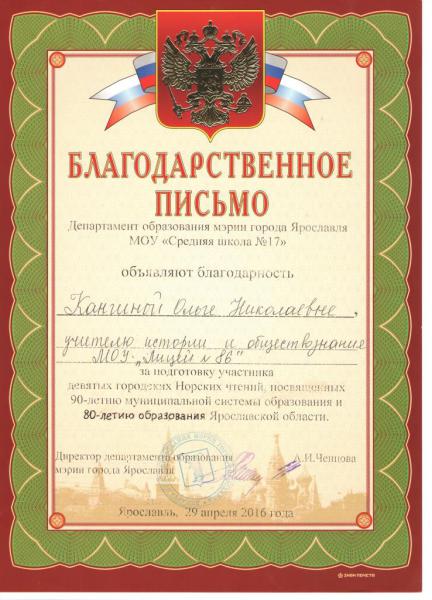 БЛАГОДАРСТВЕННОЕ
ПИСЬМО
Департамент образования мэрии города Ярославля
МОУ «Средняя школа №17»
объявляют благодарность
Кангиной Ольге Николаевне,
учителю истории и обществознания
МОУ "Лицей № 86"
за подготовку участника
девятых городских Норских чтений, посвященных
90-летию муниципальной системы образования и
80-летию образования Ярославской области.
Директор департамента образования А.И.Ченцова
мэрии города Ярославля
Ярославль, 29 апреля 2016 года